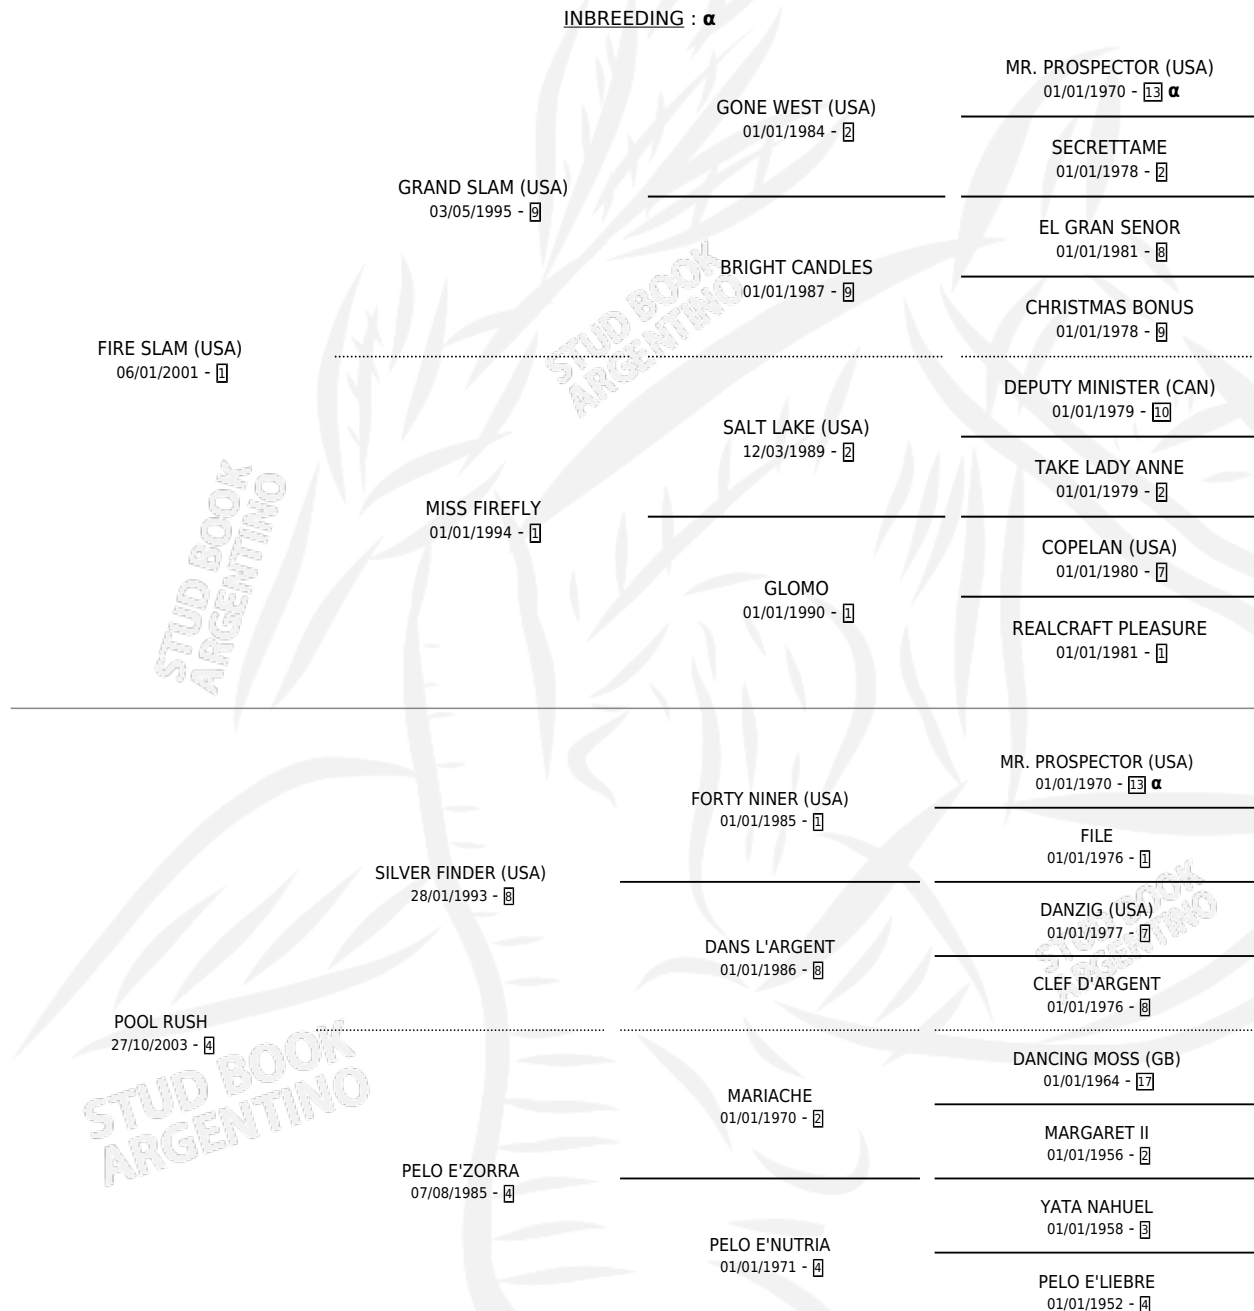 INBREEDING : α
MR. PROSPECTOR (USA)
01/01/1970 - 13 α
GONE WEST (USA)
01/01/1984 - 2
SECRETTAME
01/01/1978 - 2
GRAND SLAM (USA)
03/05/1995 - 9
EL GRAN SENOR
01/01/1981 - 8
BRIGHT CANDLES
01/01/1987 - 9
CHRISTMAS BONUS
01/01/1978 - 9
FIRE SLAM (USA)
06/01/2001 - 1
DEPUTY MINISTER (CAN)
01/01/1979 - 10
SALT LAKE (USA)
12/03/1989 - 2
TAKE LADY ANNE
01/01/1979 - 2
MISS FIREFLY
01/01/1994 - 1
COPELAN (USA)
01/01/1980 - 7
GLOMO
01/01/1990 - 1
REALCRAFT PLEASURE
01/01/1981 - 1
MR. PROSPECTOR (USA)
01/01/1970 - 13 α
FORTY NINER (USA)
01/01/1985 - 1
FILE
01/01/1976 - 1
SILVER FINDER (USA)
28/01/1993 - 8
DANZIG (USA)
01/01/1977 - 7
DANS L'ARGENT
01/01/1986 - 8
CLEF D'ARGENT
01/01/1976 - 8
POOL RUSH
27/10/2003 - 4
DANCING MOSS (GB)
01/01/1964 - 17
MARIACHE
01/01/1970 - 2
MARGARET II
01/01/1956 - 2
PELO E'ZORRA
07/08/1985 - 4
YATA NAHUEL
01/01/1958 - 3
PELO E'NUTRIA
01/01/1971 - 4
PELO E'LIEBRE
01/01/1952 - 4
STUD BOOK
ARGENTINO
STUD BOOK
ARGENTINO
STUD BOOK
ARGENTINO
STUD BOOK
ARGENTINO